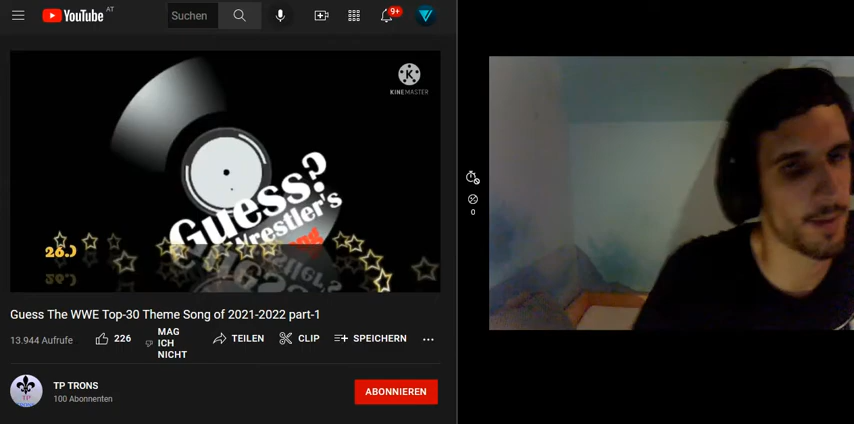 YouTube AT
Suchen
9+
K
KINEMASTER
Guess?
Wrestler's
26.)
Guess The WWE Top-30 Theme Song of 2021-2022 part-1
13.944 Aufrufe
226
MAG
ICH
NICHT
TEILEN
CLIP
SPEICHERN
TP TRONS
100 Abonnenten
ABONNIEREN
0